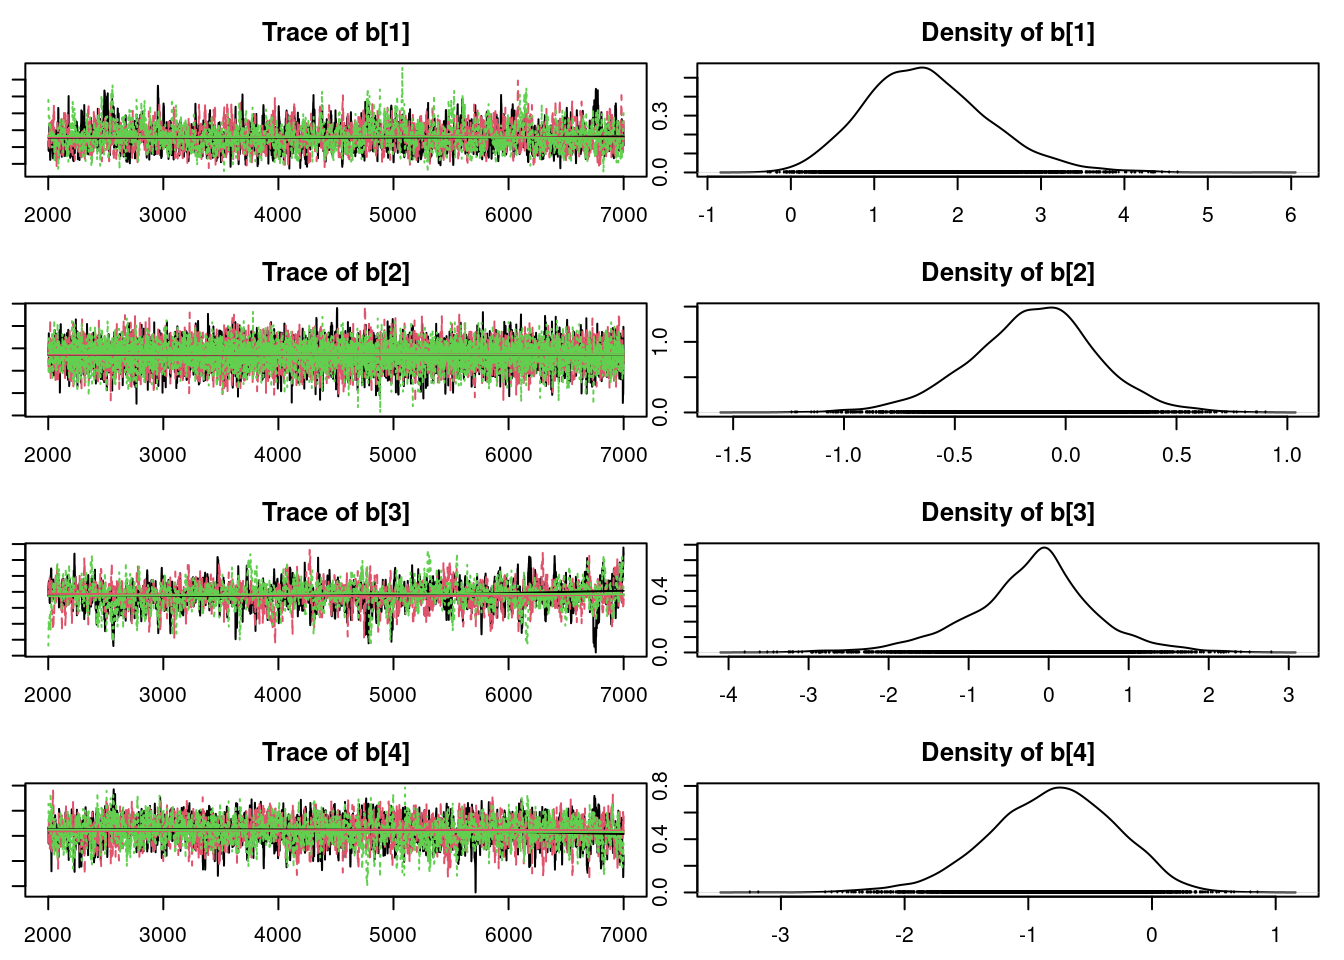 Trace of b[1]
2000 3000 4000 5000 6000 7000
Density of b[1]
0.0 0.3
-1 0 1 2 3 4 5 6
Trace of b[2]
2000 3000 4000 5000 6000 7000
Density of b[2]
0.0 1.0
-1.5 -1.0 -0.5 0.0 0.5 1.0
Trace of b[3]
2000 3000 4000 5000 6000 7000
Density of b[3]
0.0 0.4
-4 -3 -2 -1 0 1 2 3
Trace of b[4]
2000 3000 4000 5000 6000 7000
Density of b[4]
0.0 0.4 0.8
-3 -2 -1 0 1